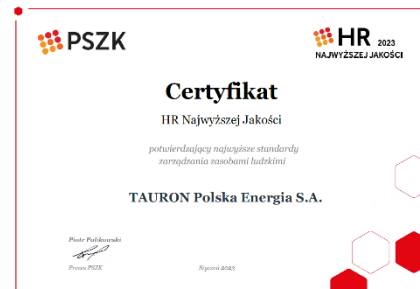 PSZK
HR 2023
NAJWYŻSZEJ JAKOŚCI
Certyfikat
HR Najwyższej Jakości
potwierdzający najwyższe standardy
zarządzania zasobami ludzkimi
TAURON Polska Energia S.A.
Piotr Palikowski
Prezes PSZK
Styczeń 2023